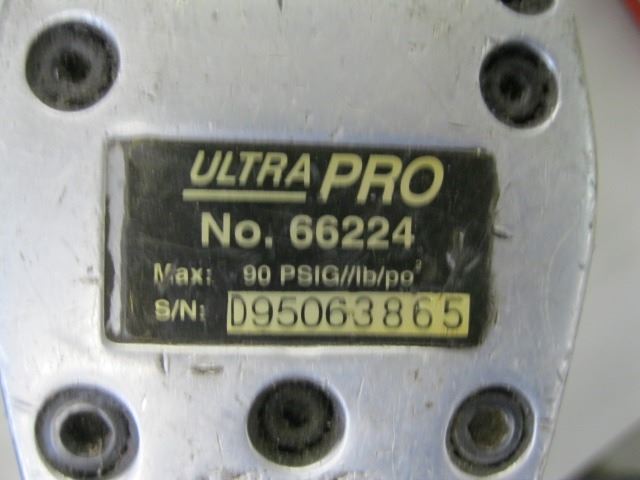 ULTRA PRO
No. 66224
Max: 90 PSIG//lb/po²
S/N: D95063865